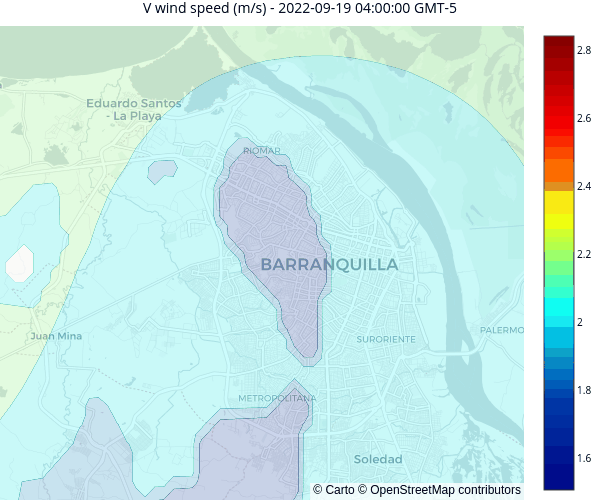 V wind speed (m/s) - 2022-09-19 04:00:00 GMT-5
2.8
2.6
2.4
2.2
2
1.8
1.6
Eduardo Santos
- La Playa
RIOMAR
BARRANQUILLA
Juan Mina
SURORIENTE
PALERMO
METROPOLITANA
Soledad
© Carto © OpenStreetMap contributors